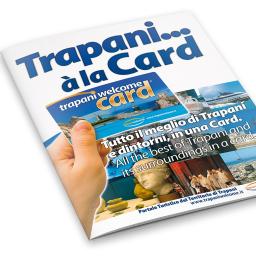 Trapani...
à la Card
trapani welcome
card
Tutto il meglio di Trapani
e dintorni, in una Card.
All the best of Trapani and
its surroundings in a card.
Portale Turistico del Territorio di Trapani
www.trapaniwelcome.it